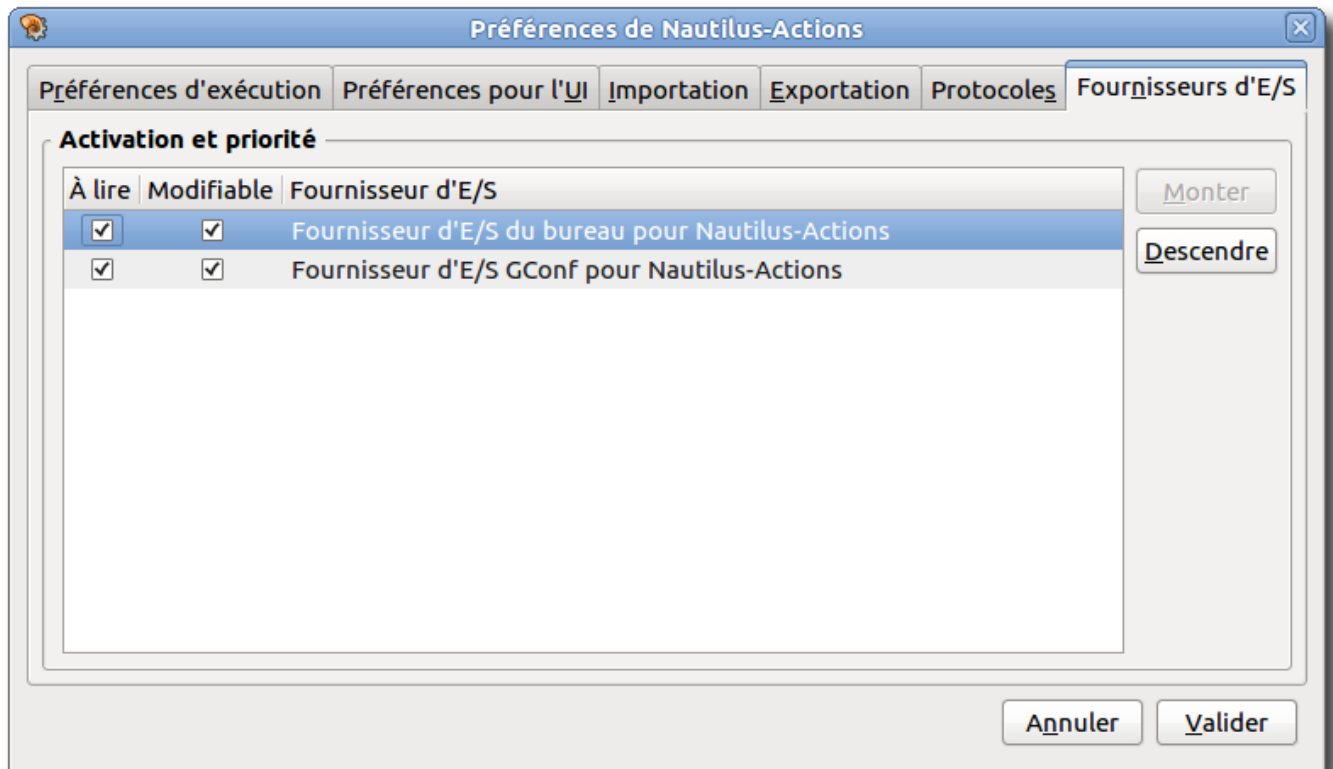 Préférences de Nautilus-Actions
Préférences d'exécution Préférences pour l'UI Importation Exportation Protocoles Fournisseurs d'E/S
Activation et priorité
À lire Modifiable Fournisseur d'E/S
Fournisseur d'E/S du bureau pour Nautilus-Actions
Fournisseur d'E/S GConf pour Nautilus-Actions
Monter
Descendre
Annuler Valider